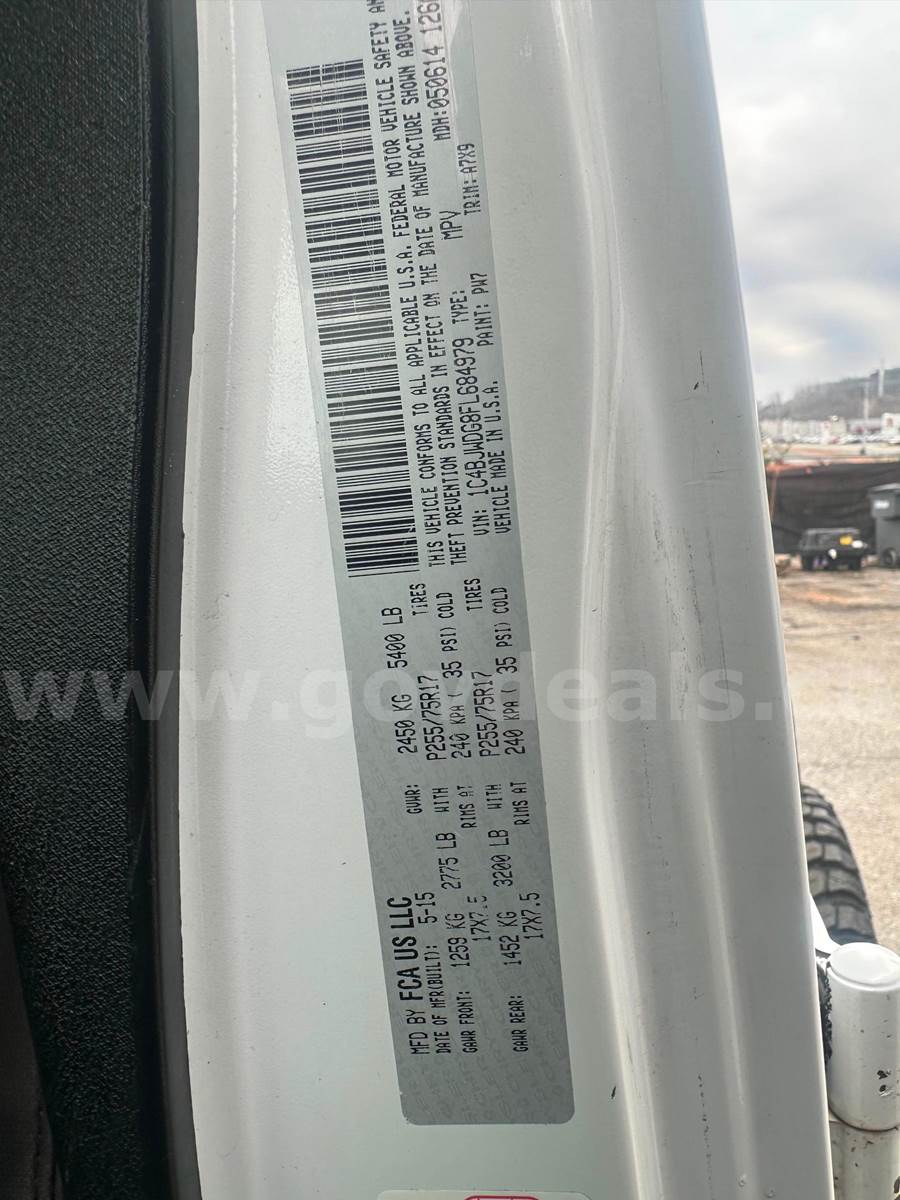 MFD BY FCA US LLC
DATE OF MFR(BUILT): 5-15 GVWR: 2450 KG 5400 LB
GAWR FRONT: 1259 KG 2775 LB WITH P255/75R17 TIRES
17X7.5 RIMS AT 240 KPA ( 35 PSI) COLD
GAWR REAR: 1452 KG 3200 LB WITH P255/75R17 TIRES
17X7.5 RIMS AT 240 KPA ( 35 PSI) COLD
THIS VEHICLE CONFORMS TO ALL APPLICABLE U.S.A. FEDERAL MOTOR VEHICLE SAFETY
THEFT PREVENTION STANDARDS IN EFFECT ON THE DATE OF MANUFACTURE SHOWN ABOVE.
VIN: 1C4BJWDG8FL684979 TYPE: MPV MDH:050614 126
VEHICLE MADE IN U.S.A. PAINT: PW7 TRIM:A7X9
www.govdeals.